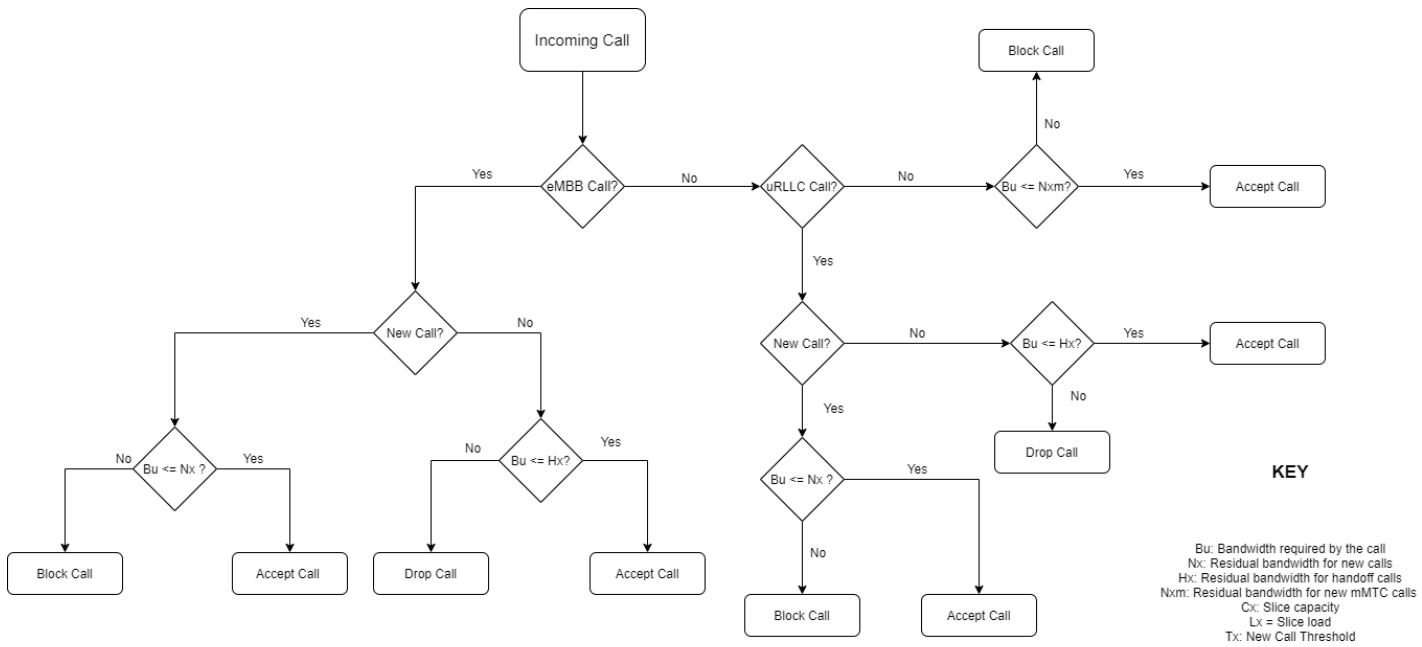 Incoming Call
Block Call
No
Yes
eMBB Call?
No
uRLLC Call?
No
Bu <= Nxm?
Yes
Accept Call
Yes
Yes
New Call?
No
New Call?
No
Bu <= Hx?
Yes
Accept Call
No
Yes
Drop Call
No
Bu <= Nx ?
Yes
No
Bu <= Hx?
Yes
Bu <= Nx ?
Yes
KEY
No
Block Call
Accept Call
Drop Call
Accept Call
Block Call
Accept Call
Bu: Bandwidth required by the call
Nx: Residual bandwidth for new calls
Hx: Residual bandwidth for handoff calls
Nxm: Residual bandwidth for new mMTC calls
Cx: Slice capacity
Lx = Slice load
Tx: New Call Threshold